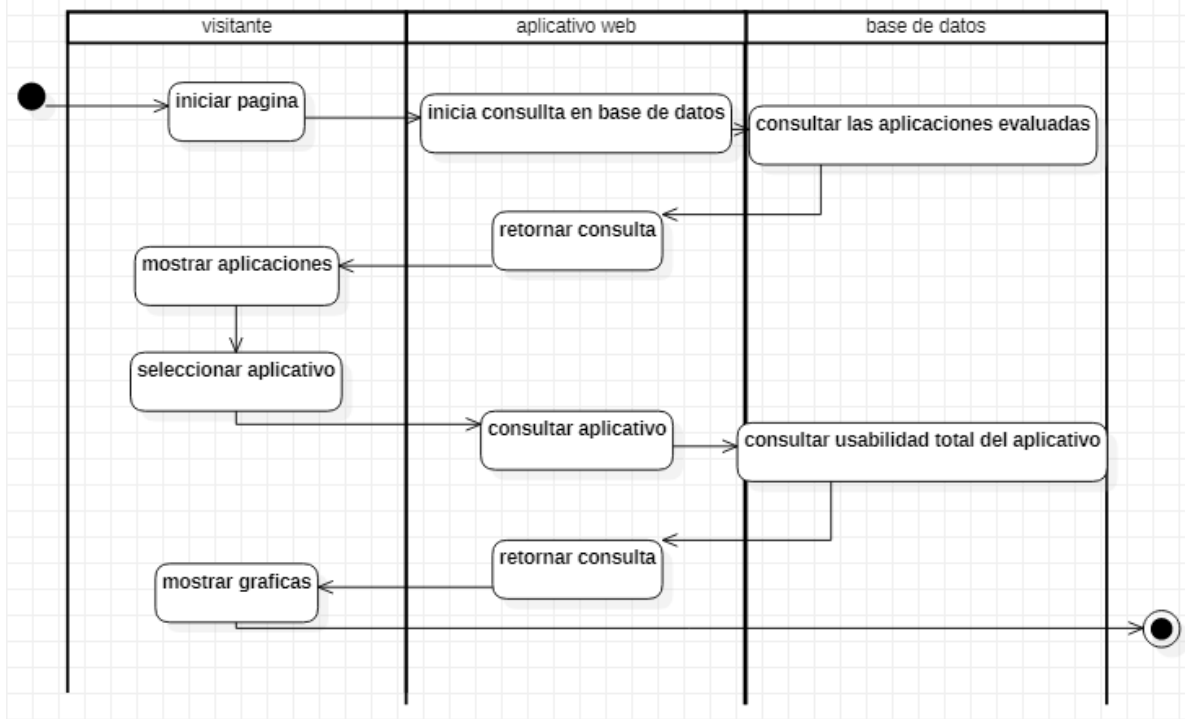 visitante
aplicativo web
base de datos
iniciar pagina
inicia consullta en base de datos
consultar las aplicaciones evaluadas
retornar consulta
mostrar aplicaciones
seleccionar aplicativo
consultar aplicativo
consultar usabilidad total del aplicativo
retornar consulta
mostrar graficas